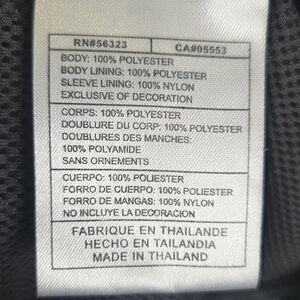 RN#56323 CA#05553
BODY: 100% POLYESTER
BODY LINING: 100% POLYESTER
SLEEVE LINING: 100% NYLON
EXCLUSIVE OF DECORATION
CORPS: 100% POLYESTER
DOUBLURE DU CORP: 100% POLYESTER
DOUBLURES DES MANCHES:
100% POLYAMIDE
SANS ORNEMENTS
CUERPO: 100% POLIESTER
FORRO DE CUERPO: 100% POLIESTER
FORRO DE MANGAS: 100% NYLON
NO INCLUYE LA DECORACION
FABRIQUE EN THAILANDE
HECHO EN TAILANDIA
MADE IN THAILAND